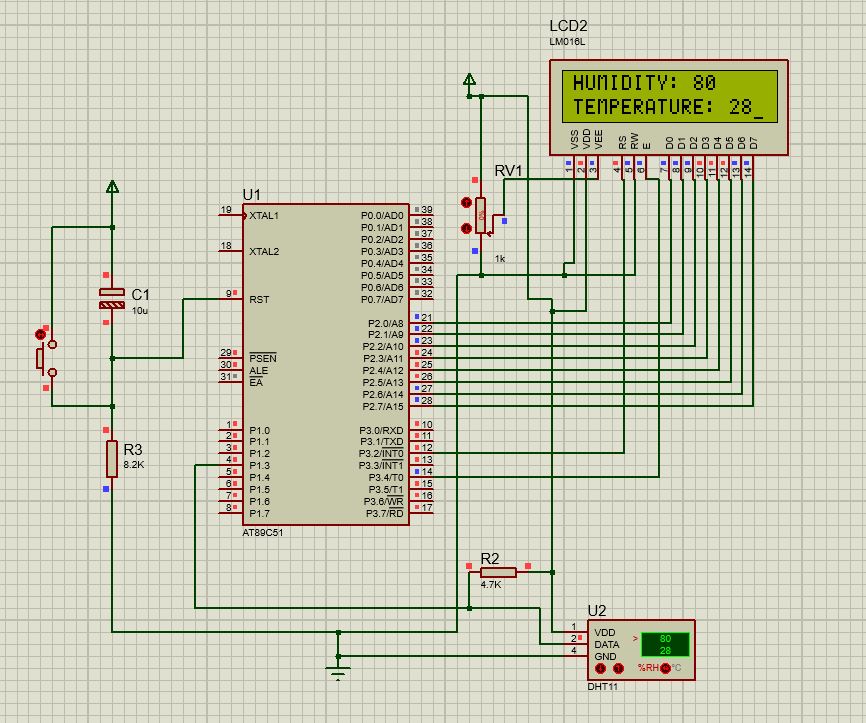 LCD2
LM016L
HUMIDITY: 80
TEMPERATURE: 28_
VSS VDD VEE RS RW E D0 D1 D2 D3 D4 D5 D6 D7
1 2 3 4 5 6 7 8 9 10 11 12 13 14
RV1
0%
1k
U1
19 XTAL1 P0.0/AD0 39
P0.1/AD1 38
P0.2/AD2 37
18 XTAL2 P0.3/AD3 36
P0.4/AD4 35
P0.5/AD5 34
P0.6/AD6 33
9 RST P0.7/AD7 32
P2.0/A8 21
P2.1/A9 22
P2.2/A10 23
29 PSEN P2.3/A11 24
30 ALE P2.4/A12 25
31 EA P2.5/A13 26
P2.6/A14 27
P2.7/A15 28
1 P1.0 P3.0/RXD 10
2 P1.1 P3.1/TXD 11
3 P1.2 P3.2/INT0 12
4 P1.3 P3.3/INT1 13
5 P1.4 P3.4/T0 14
6 P1.5 P3.5/T1 15
7 P1.6 P3.6/WR 16
8 P1.7 P3.7/RD 17
AT89C51
C1
10u
R3
8.2K
R2
4.7K
U2
1 VDD
2 DATA
4 GND
> 80
28
%RH °C
DHT11